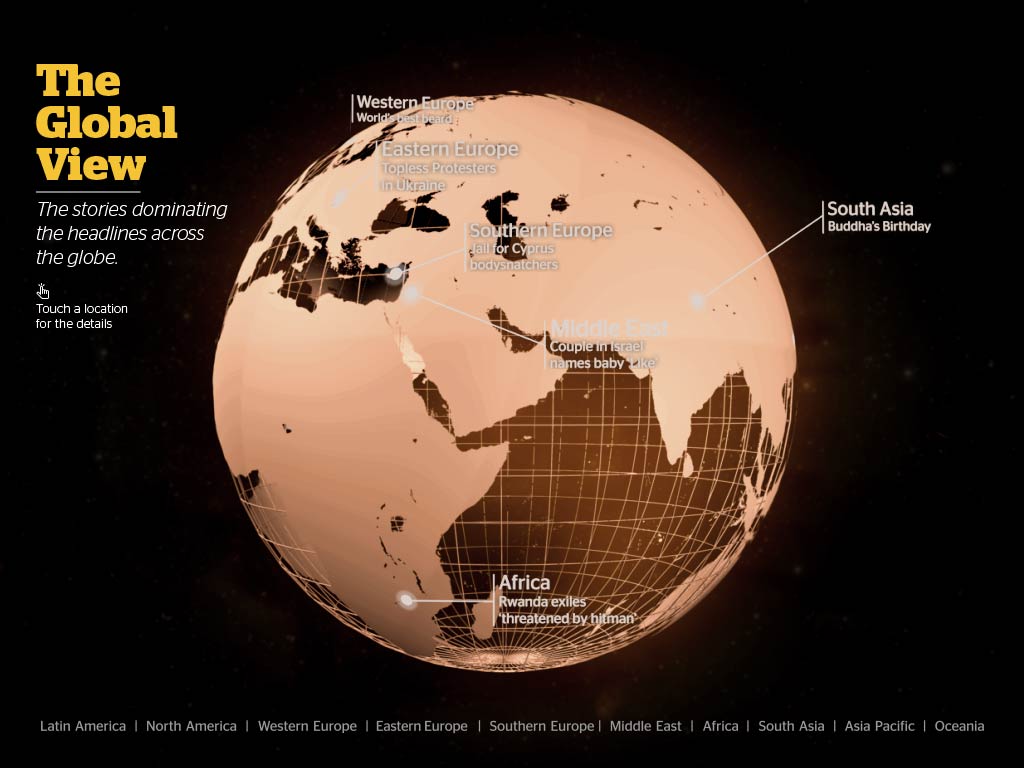 The
Global
View
The stories dominating
the headlines across
the globe.
Touch a location
for the details
Western Europe
World's best beard
Eastern Europe
Topless Protesters
in Ukraine
Southern Europe
Jail for Cyprus
bodysnatchers
South Asia
Buddha's Birthday
Middle East
Couple in Israel
names baby 'Like'
Africa
Rwanda exiles
'threatened by hitman'
Latin America | North America | Western Europe | Eastern Europe | Southern Europe | Middle East | Africa | South Asia | Asia Pacific | Oceania